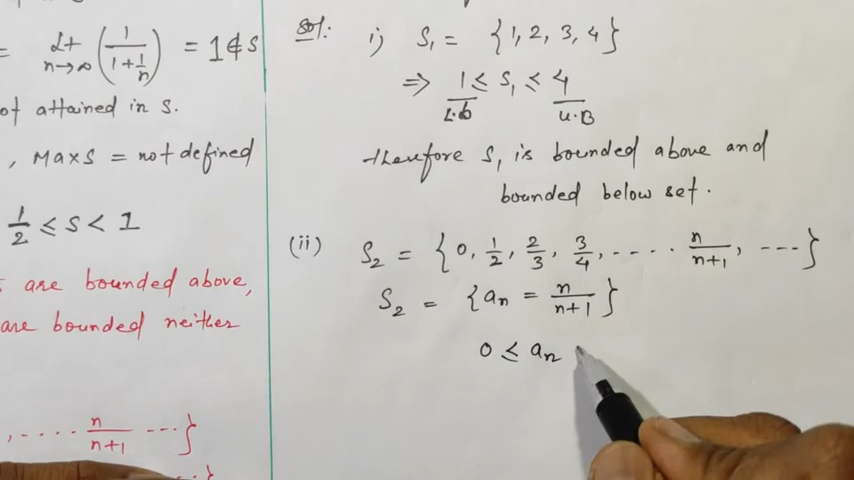 = Lt n→∞ (1/(1+1/n)) = 1 ∉ S
ot attained in S.
, Max S = not defined
1/2 ≤ S < 1
are bounded above,
are bounded neither
, .... n/(n+1) ---}
Sol:
i) S₁ = {1, 2, 3, 4}
⇒ 1 ≤ S₁ ≤ 4
L.b U.B
therefore S₁ is bounded above and
bounded below set.
(ii) S₂ = {0, 1/2, 2/3, 3/4, ----. n/(n+1), ---}
S₂ = {aₙ = n/(n+1)}
0 ≤ aₙ